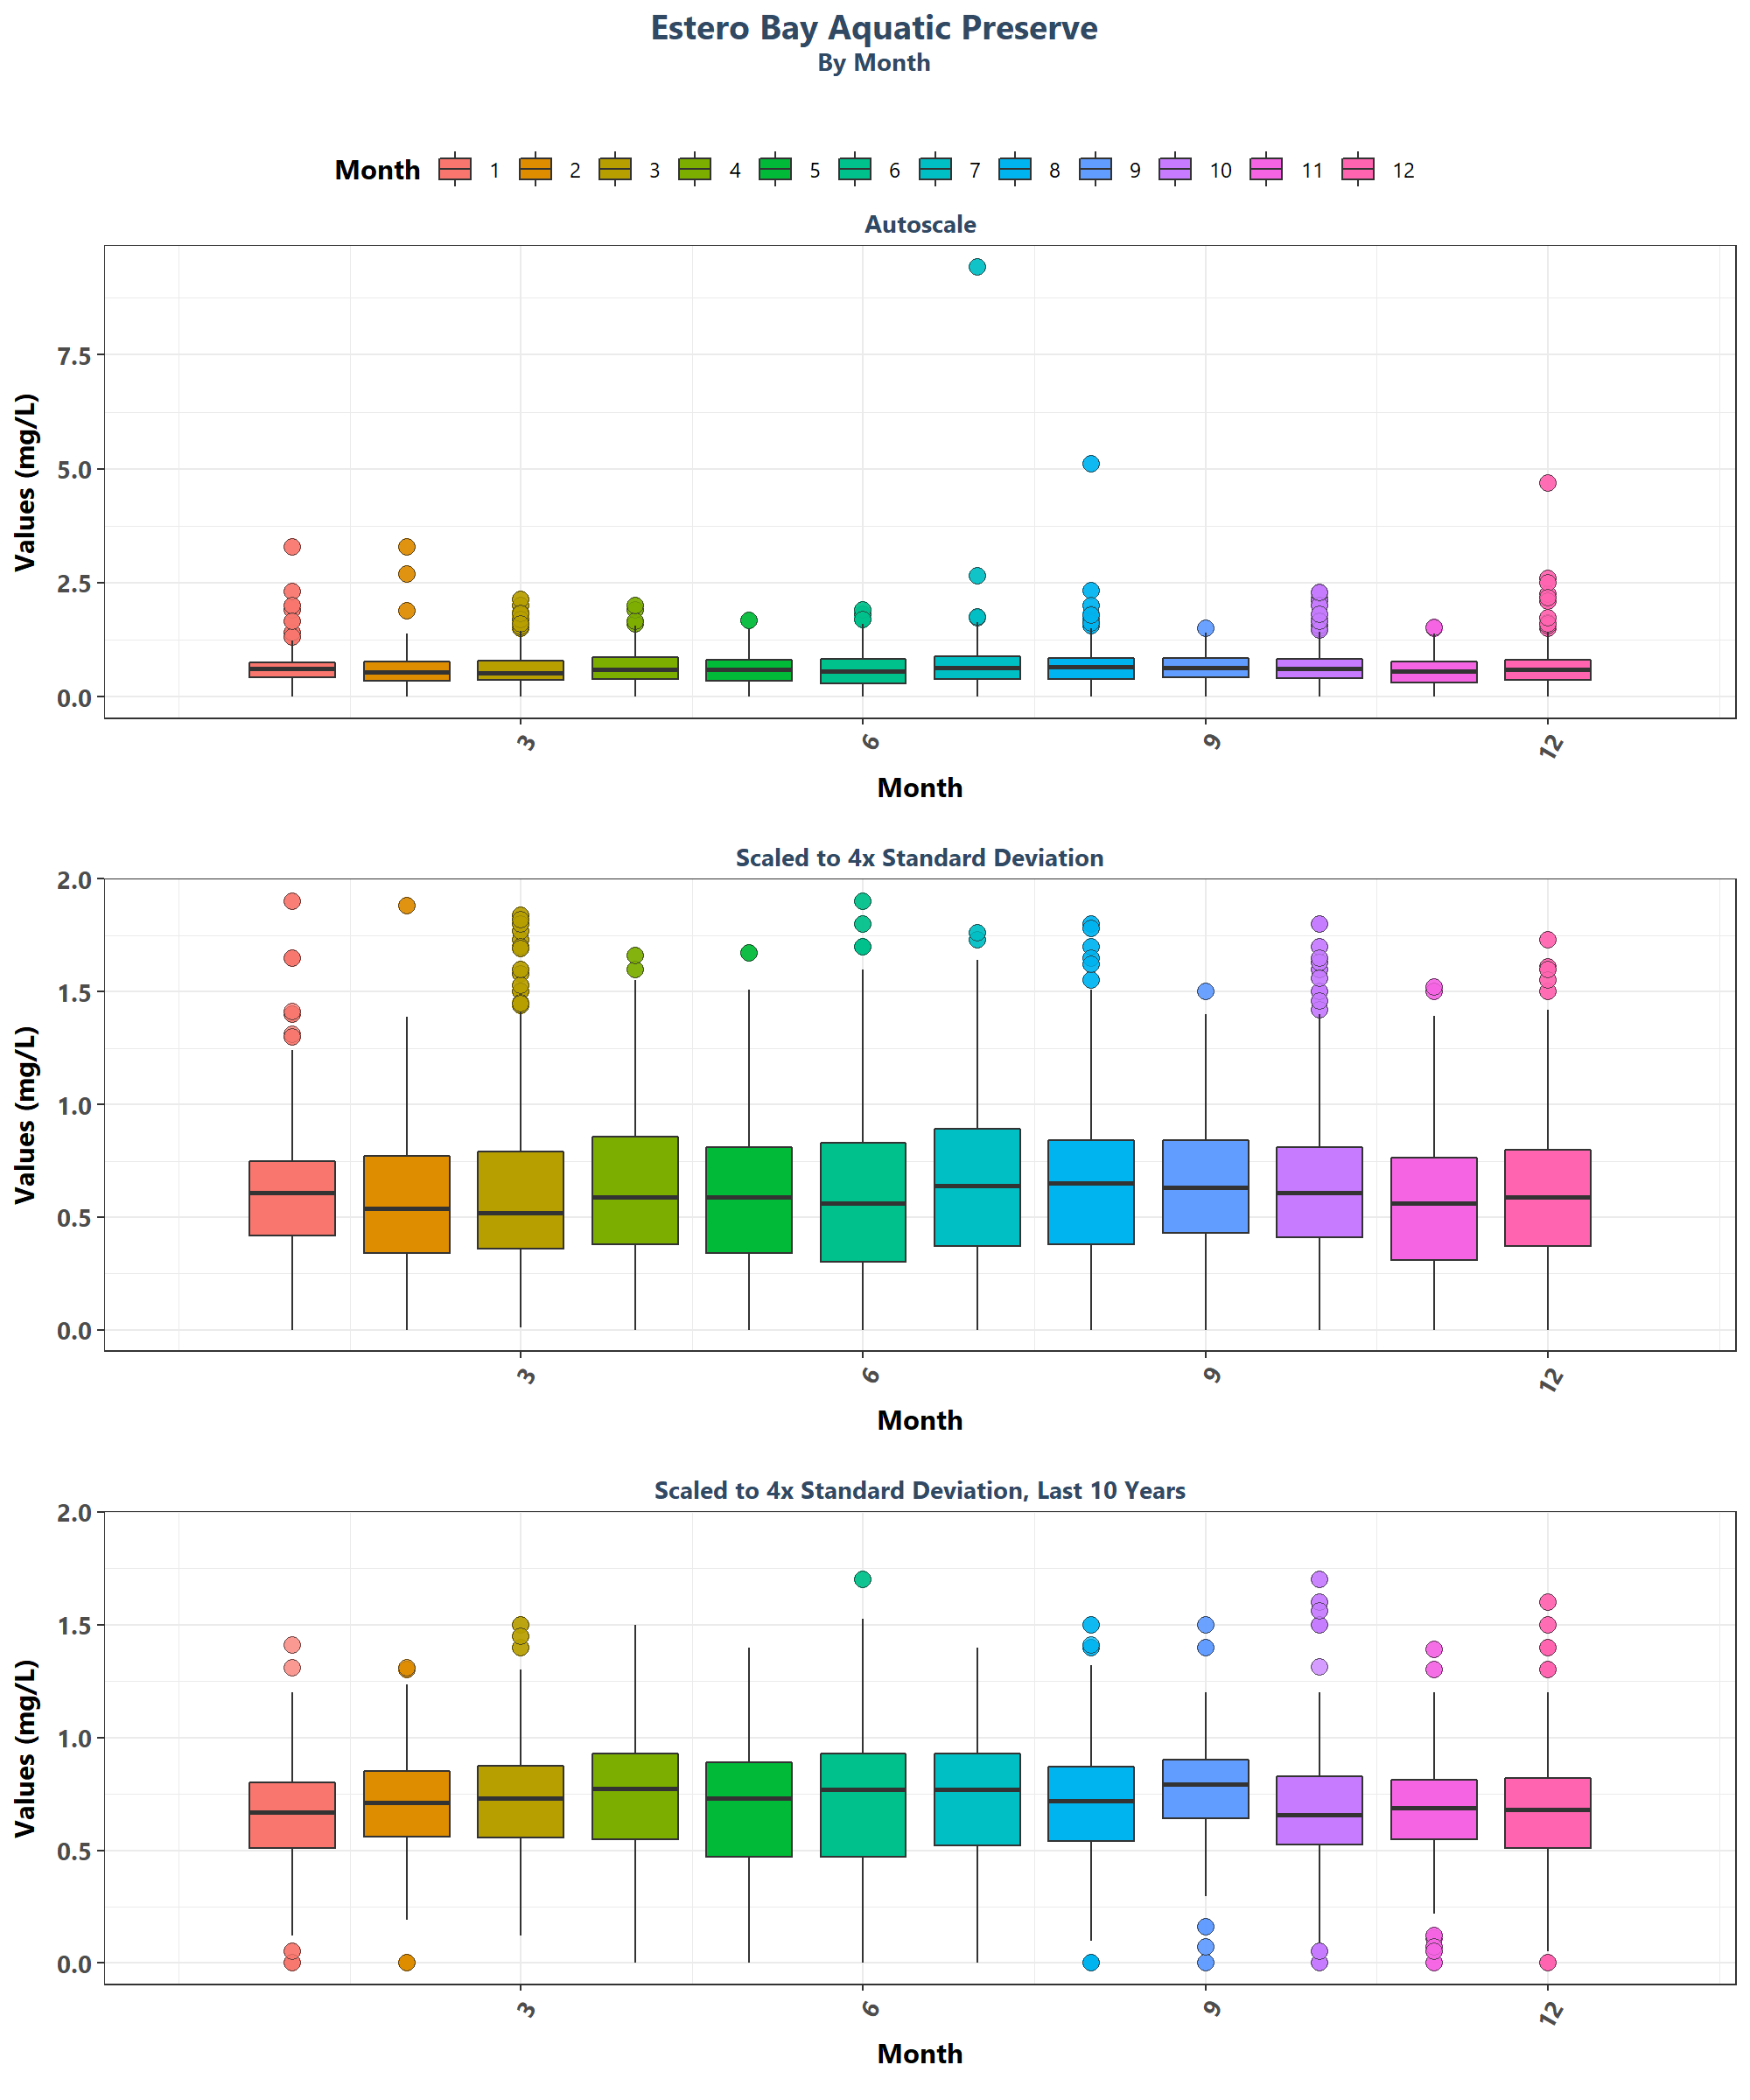 Estero Bay Aquatic Preserve
By Month
Month 1 2 3 4 5 6 7 8 9 10 11 12
Autoscale
Values (mg/L)
7.5
5.0
2.5
0.0
3 6 9 12
Month
Scaled to 4x Standard Deviation
Values (mg/L)
2.0
1.5
1.0
0.5
0.0
3 6 9 12
Month
Scaled to 4x Standard Deviation, Last 10 Years
Values (mg/L)
2.0
1.5
1.0
0.5
0.0
3 6 9 12
Month